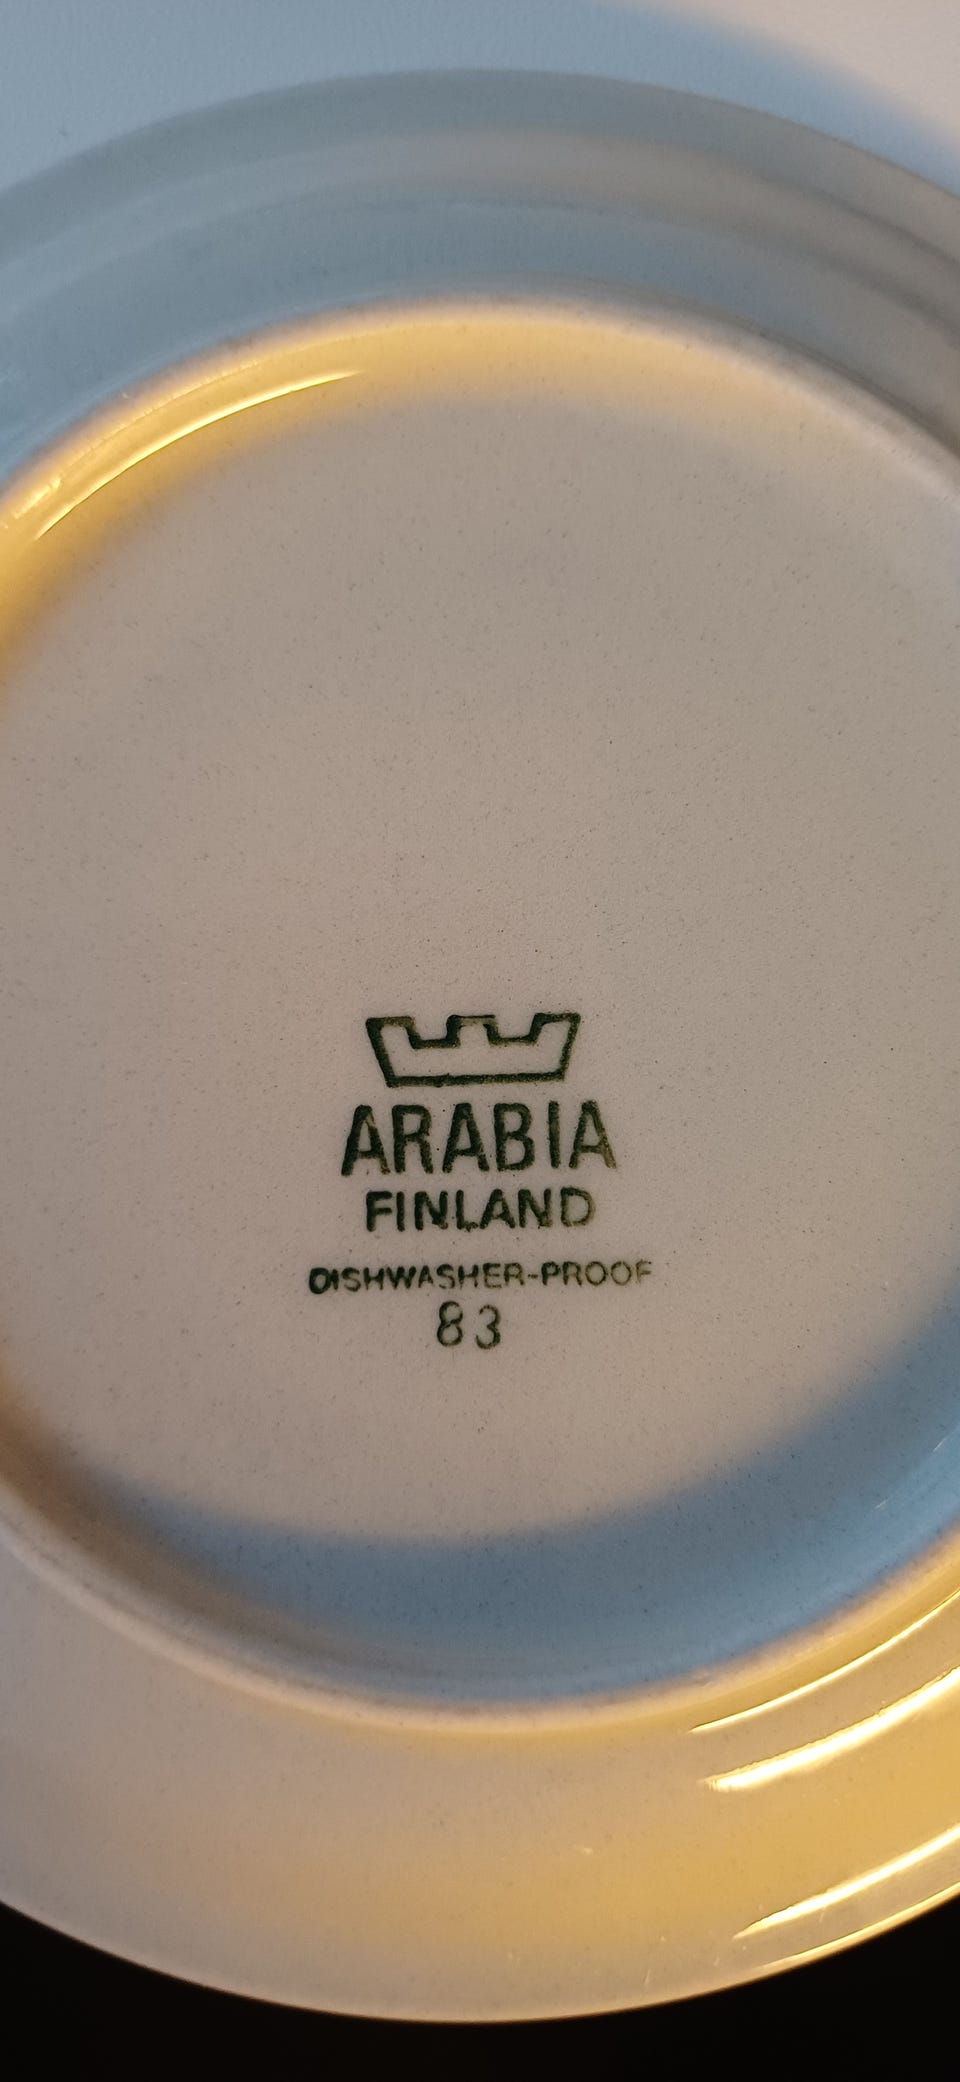 ARABIA
FINLAND
DISHWASHER-PROOF
83